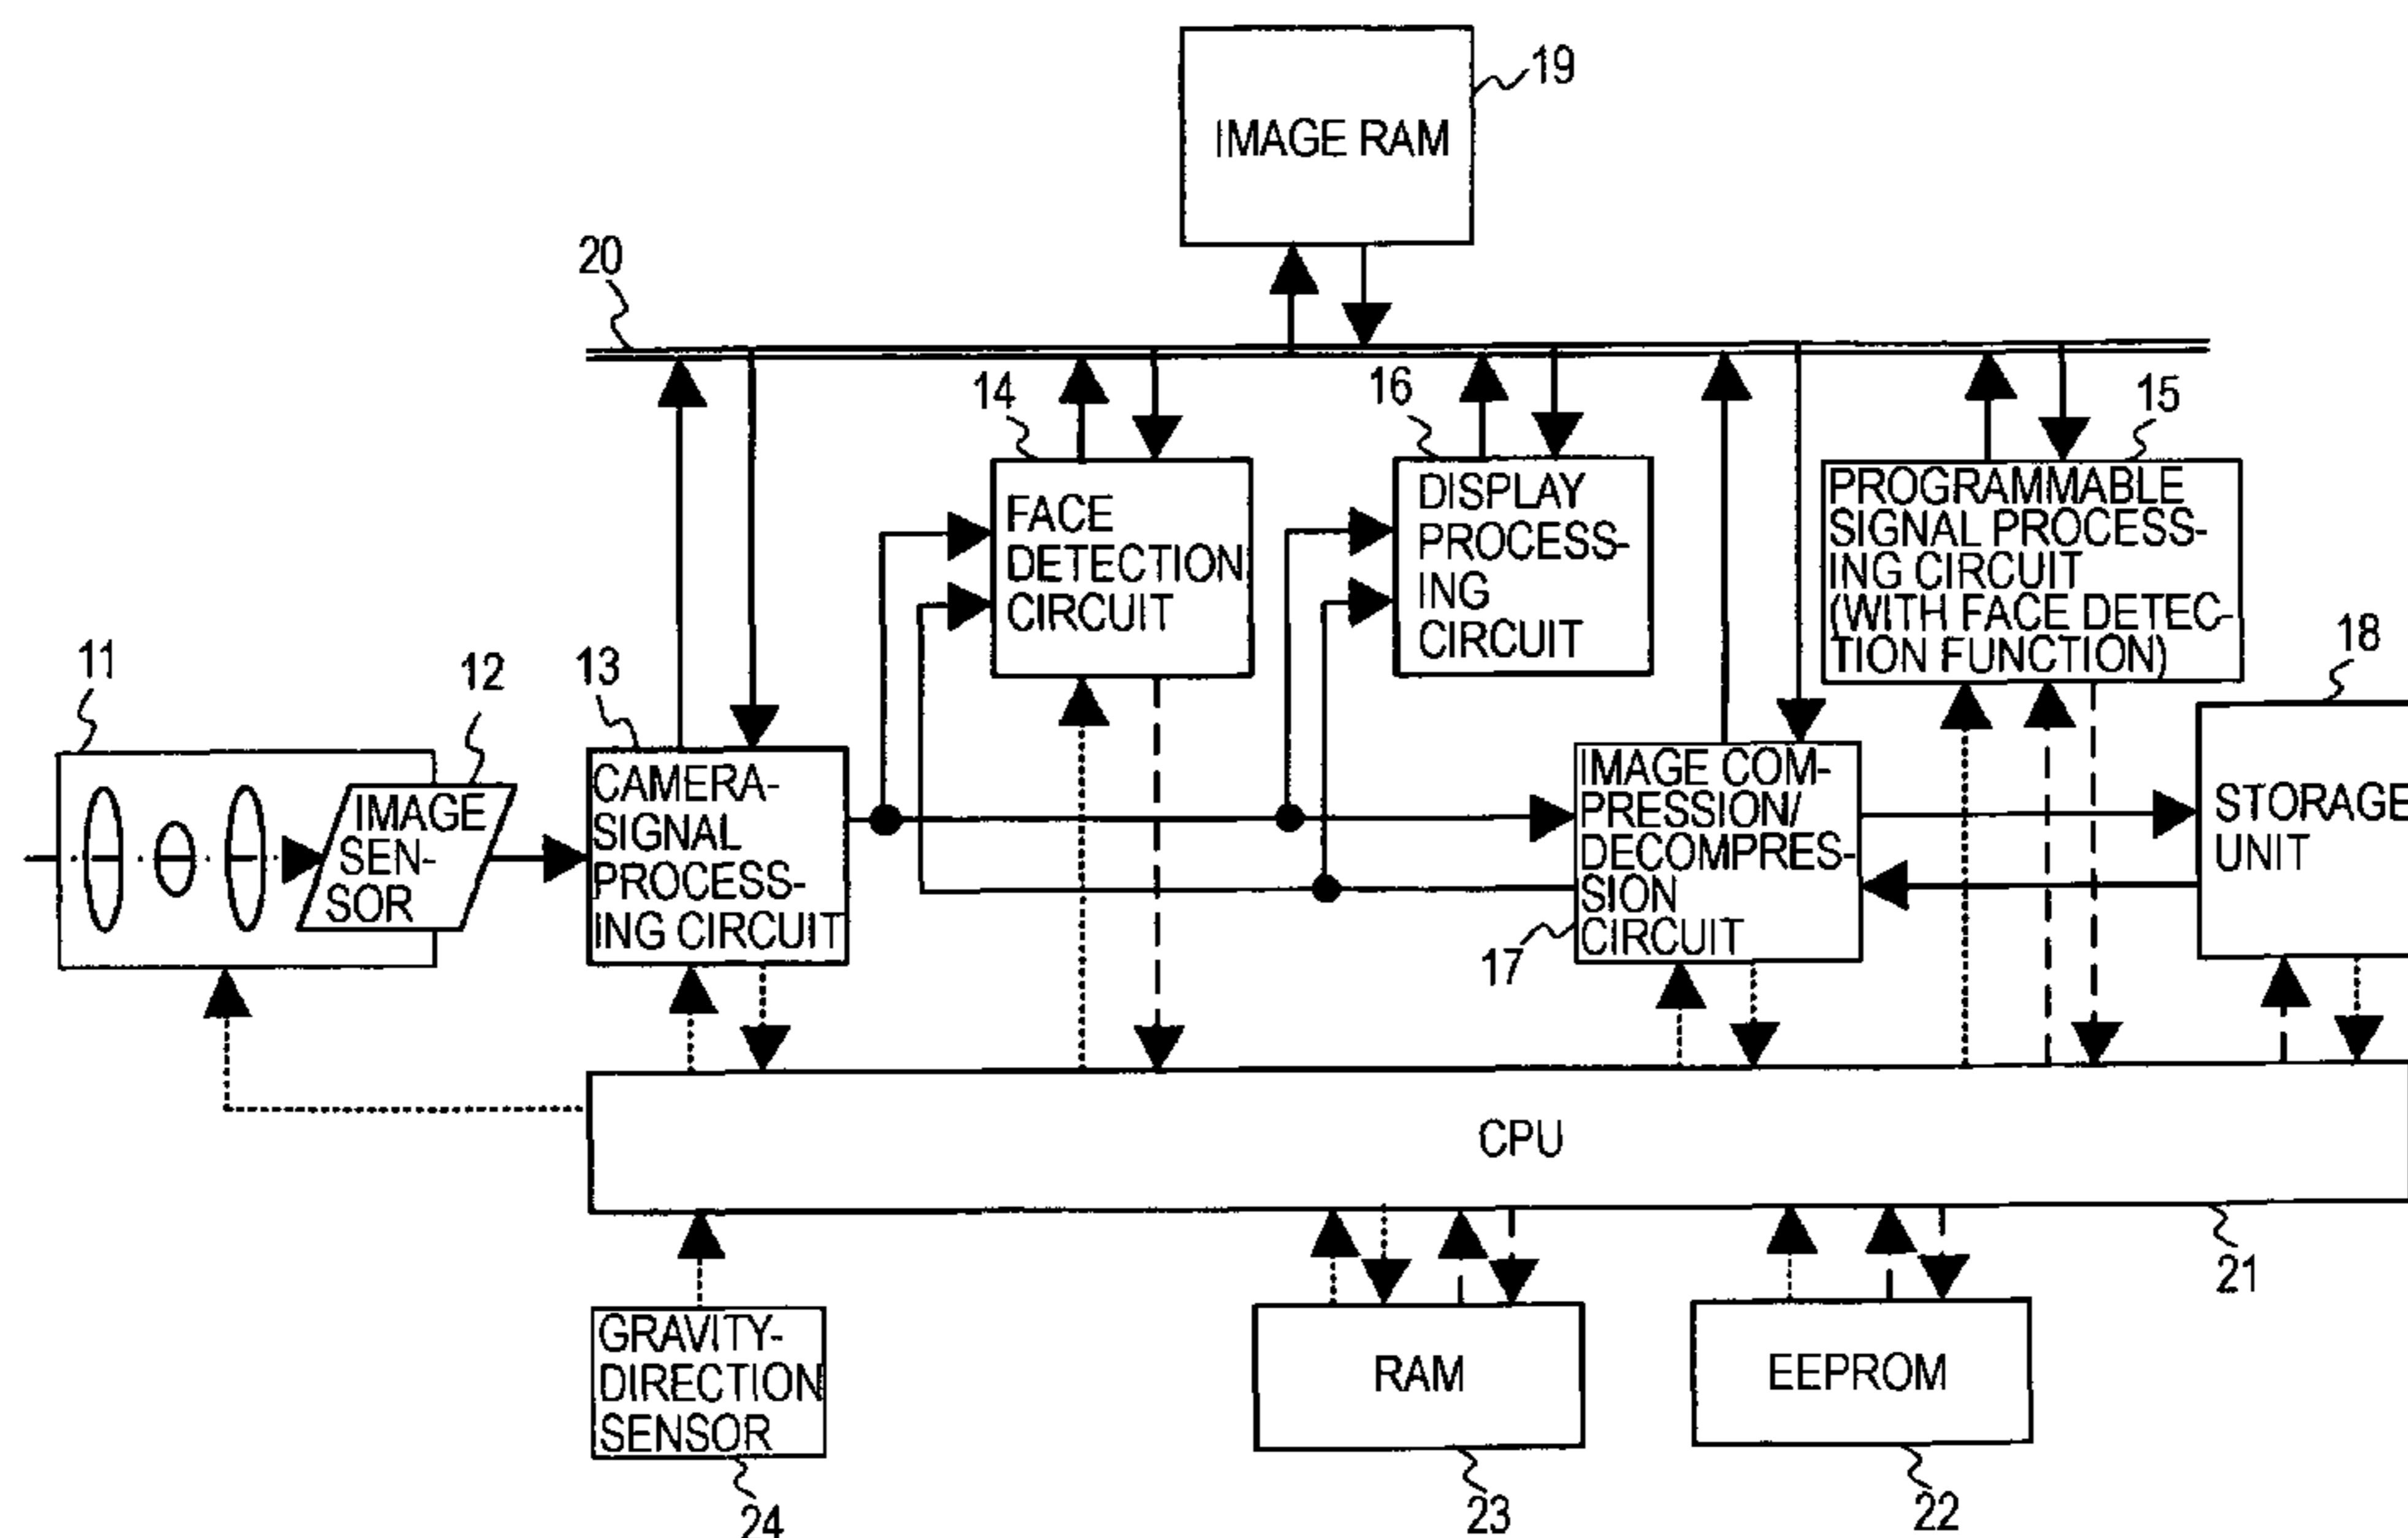 19
IMAGE RAM
20
14
16
15
FACE
DETECTION
CIRCUIT
DISPLAY
PROCESS-
ING
CIRCUIT
PROGRAMMABLE
SIGNAL PROCESS-
ING CIRCUIT
(WITH FACE DETEC-
TION FUNCTION)
11
12
13
18
IMAGE
SEN-
SOR
CAMERA-
SIGNAL
PROCESS-
ING CIRCUIT
IMAGE COM-
PRESSION/
DECOMPRES-
SION
CIRCUIT
17
STORAGE
UNIT
CPU
21
GRAVITY-
DIRECTION
SENSOR
24
RAM
23
EEPROM
22